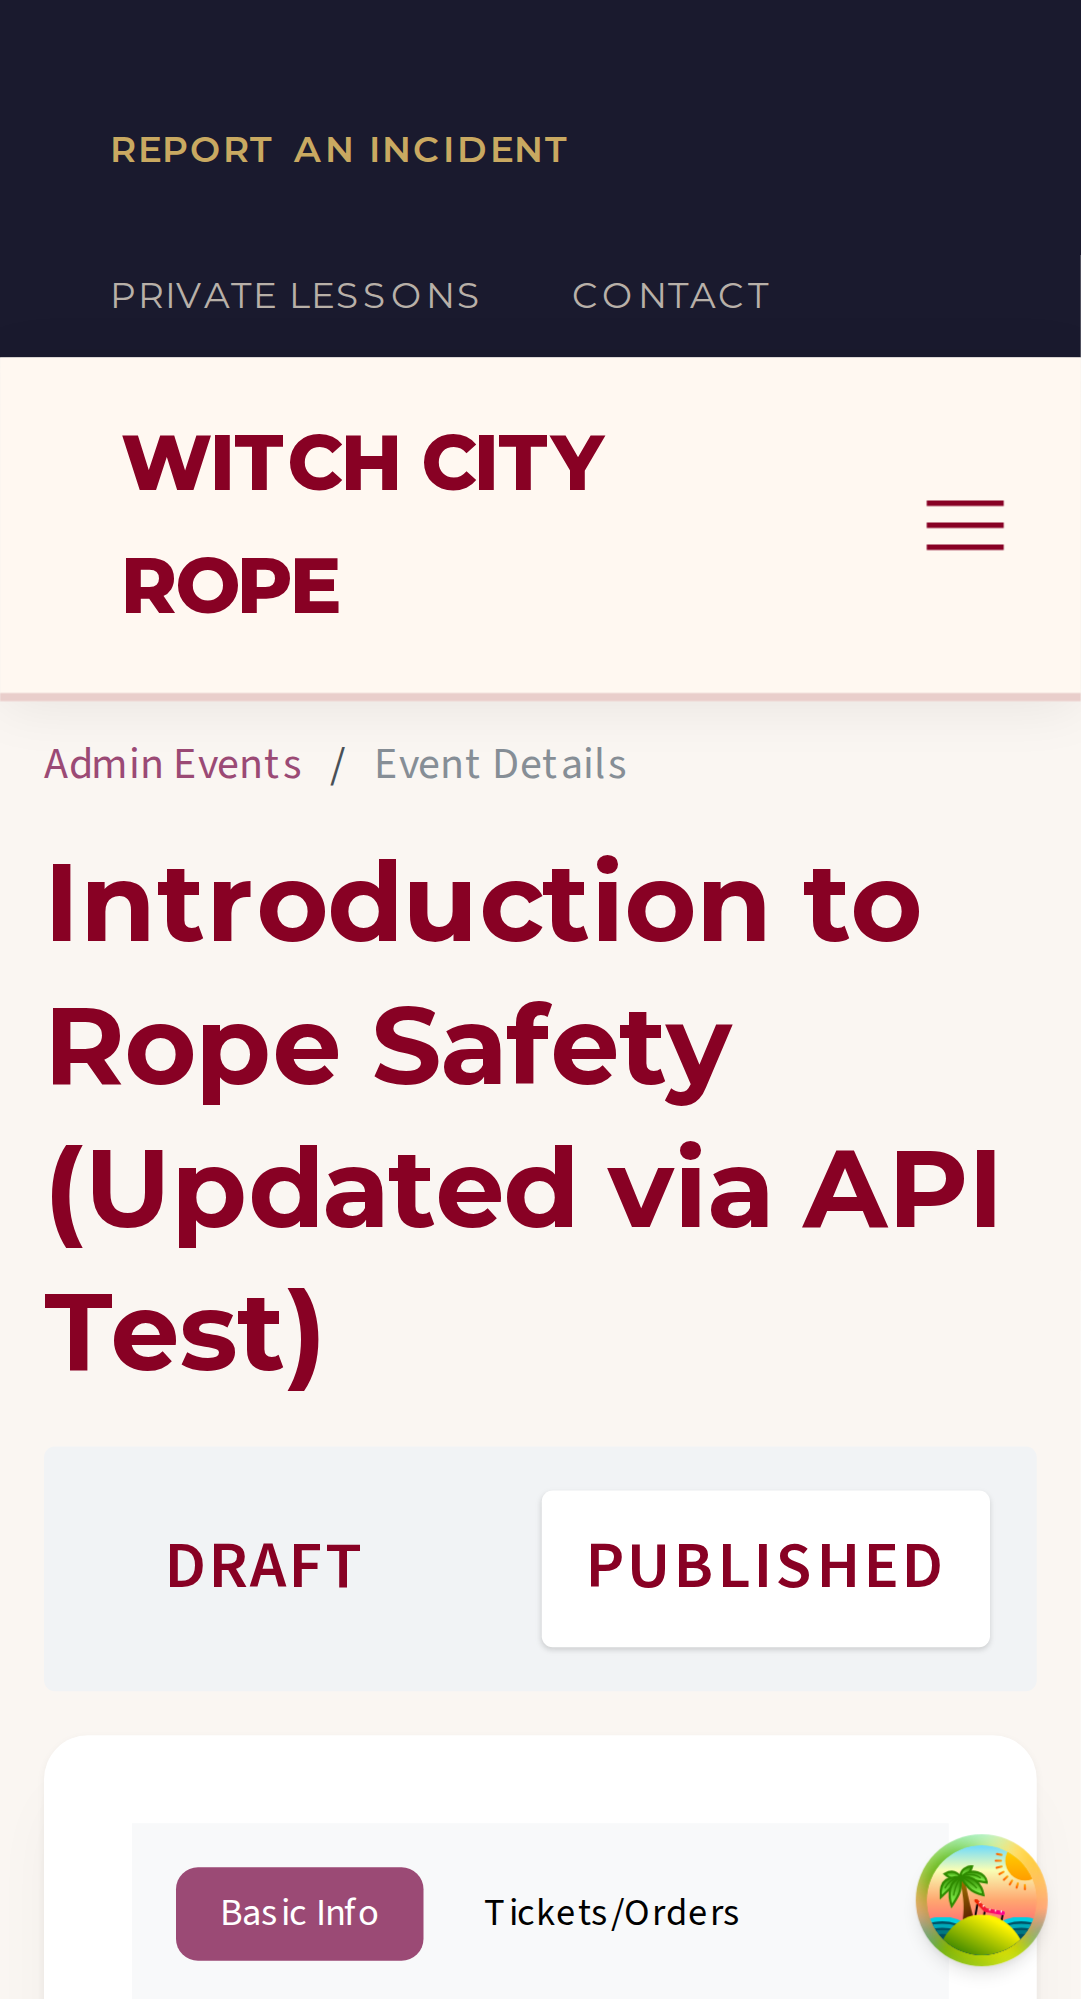 REPORT AN INCIDENT
PRIVATE LESSONS CONTACT
WITCH CITY
ROPE
Admin Events / Event Details
Introduction to
Rope Safety
(Updated via API
Test)
DRAFT PUBLISHED
Basic Info Tickets/Orders